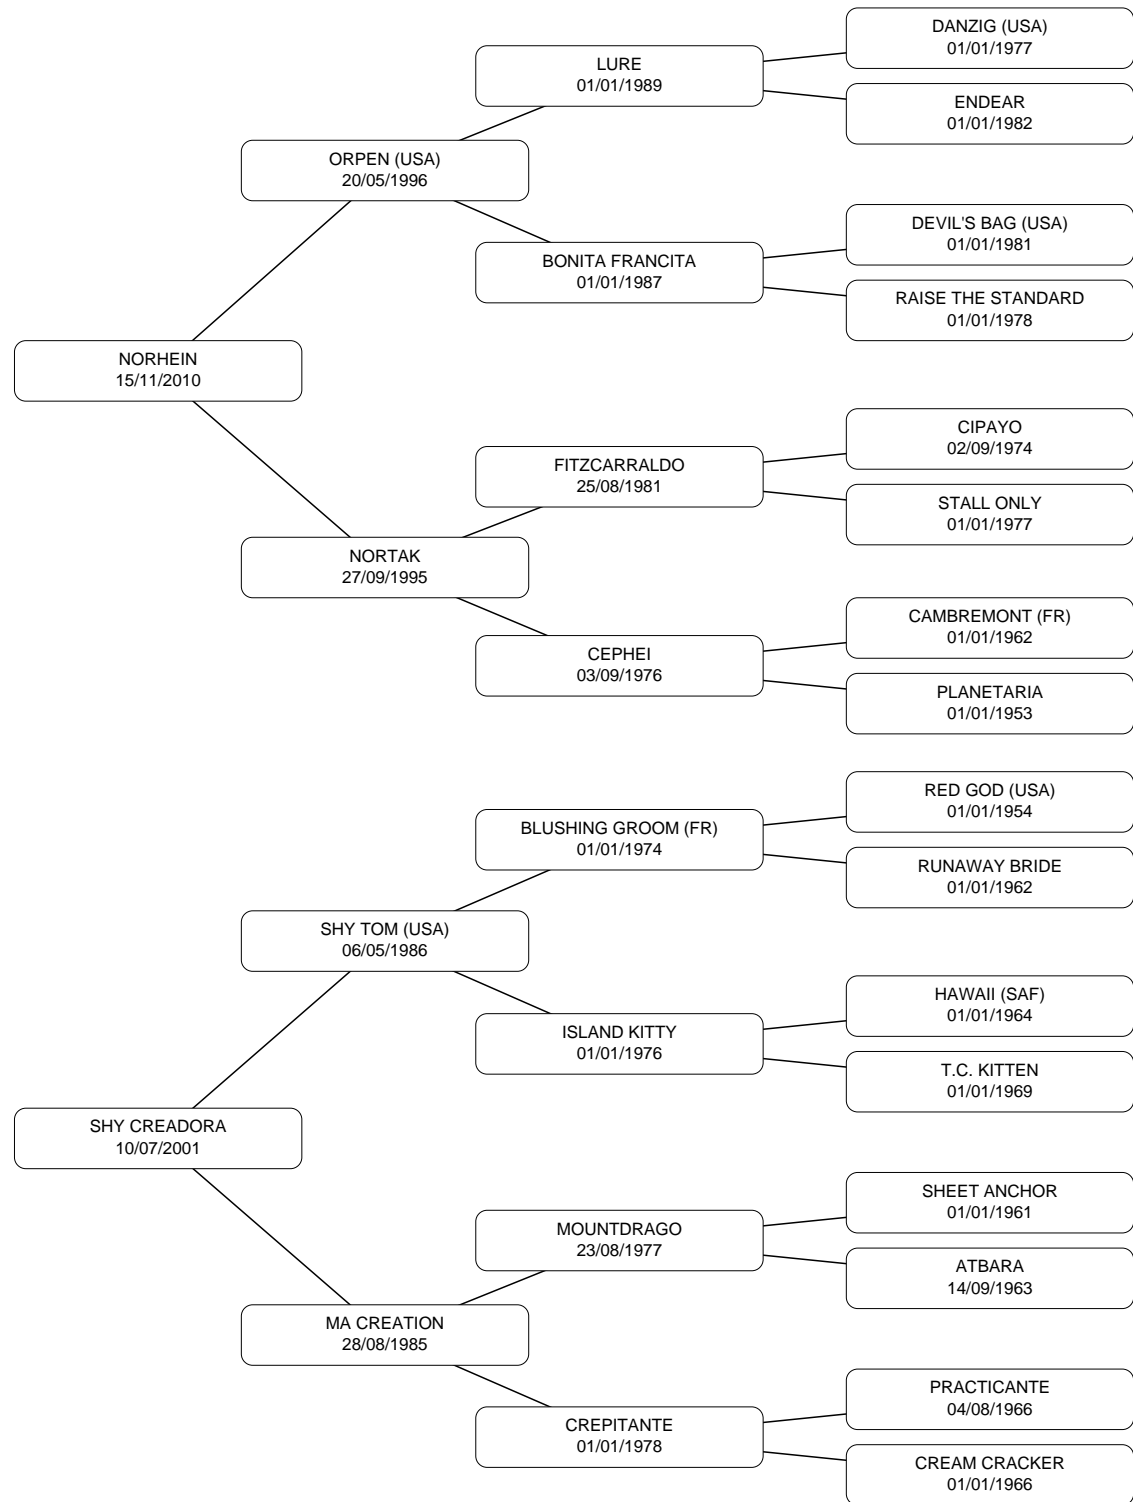 DANZIG (USA)
01/01/1977
LURE
01/01/1989
ENDEAR
01/01/1982
ORPEN (USA)
20/05/1996
DEVIL'S BAG (USA)
01/01/1981
BONITA FRANCITA
01/01/1987
RAISE THE STANDARD
01/01/1978
NORHEIN
15/11/2010
CIPAYO
02/09/1974
FITZCARRALDO
25/08/1981
STALL ONLY
01/01/1977
NORTAK
27/09/1995
CAMBREMONT (FR)
01/01/1962
CEPHEI
03/09/1976
PLANETARIA
01/01/1953
RED GOD (USA)
01/01/1954
BLUSHING GROOM (FR)
01/01/1974
RUNAWAY BRIDE
01/01/1962
SHY TOM (USA)
06/05/1986
HAWAII (SAF)
01/01/1964
ISLAND KITTY
01/01/1976
T.C. KITTEN
01/01/1969
SHY CREADORA
10/07/2001
SHEET ANCHOR
01/01/1961
MOUNTDRAGO
23/08/1977
ATBARA
14/09/1963
MA CREATION
28/08/1985
PRACTICANTE
04/08/1966
CREPITANTE
01/01/1978
CREAM CRACKER
01/01/1966